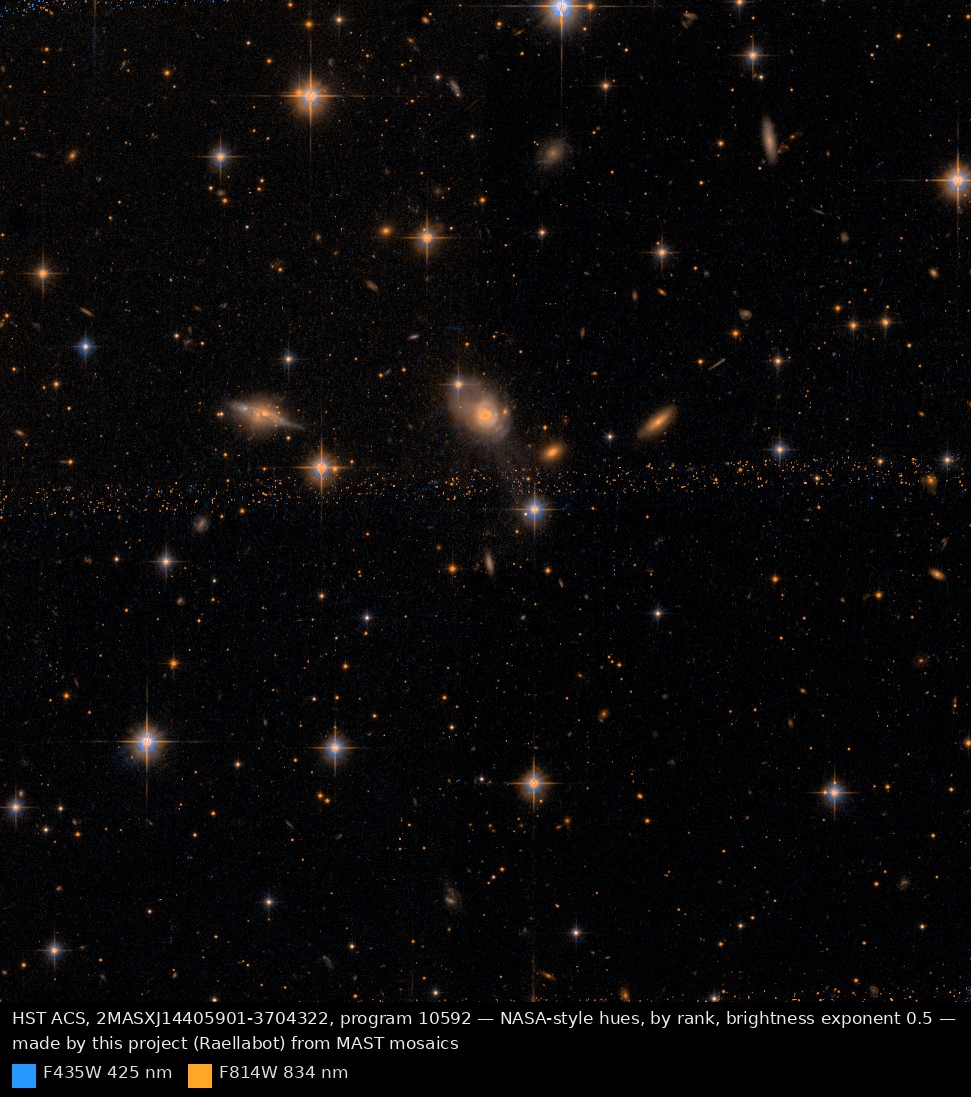 HST ACS, 2MASXJ14405901-3704322, program 10592 — NASA-style hues, by rank, brightness exponent 0.5 —
made by this project (Raellabot) from MAST mosaics
F435W 425 nm F814W 834 nm